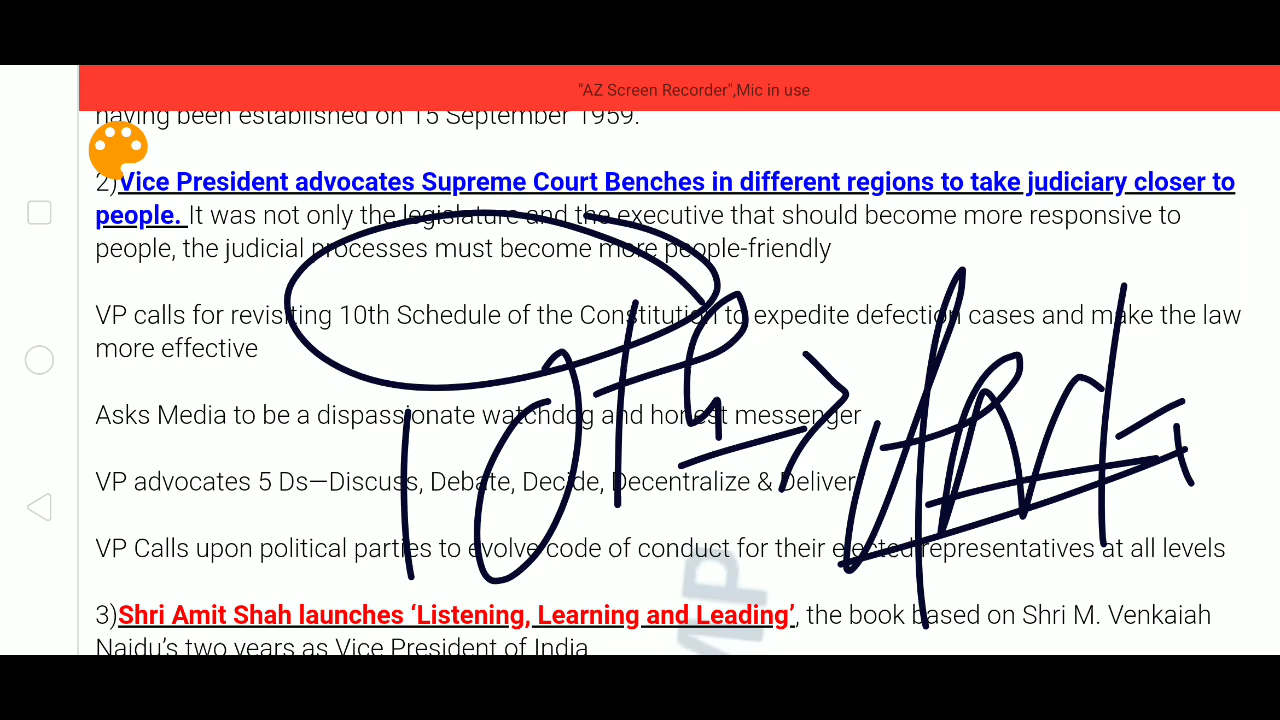 "AZ Screen Recorder",Mic in use
having been established on 15 September 1959.
2)Vice President advocates Supreme Court Benches in different regions to take judiciary closer to
people. It was not only the legislature and the executive that should become more responsive to
people, the judicial processes must become more people-friendly
VP calls for revisiting 10th Schedule of the Constitution to expedite defection cases and make the law
more effective
10th →
Asks Media to be a dispassionate watchdog and honest messenger
VP advocates 5 Ds—Discuss, Debate, Decide, Decentralize & Deliver
VP Calls upon political parties to evolve code of conduct for their elected representatives at all levels
3)Shri Amit Shah launches ‘Listening, Learning and Leading’, the book based on Shri M. Venkaiah
Naidu’s two years as Vice President of India